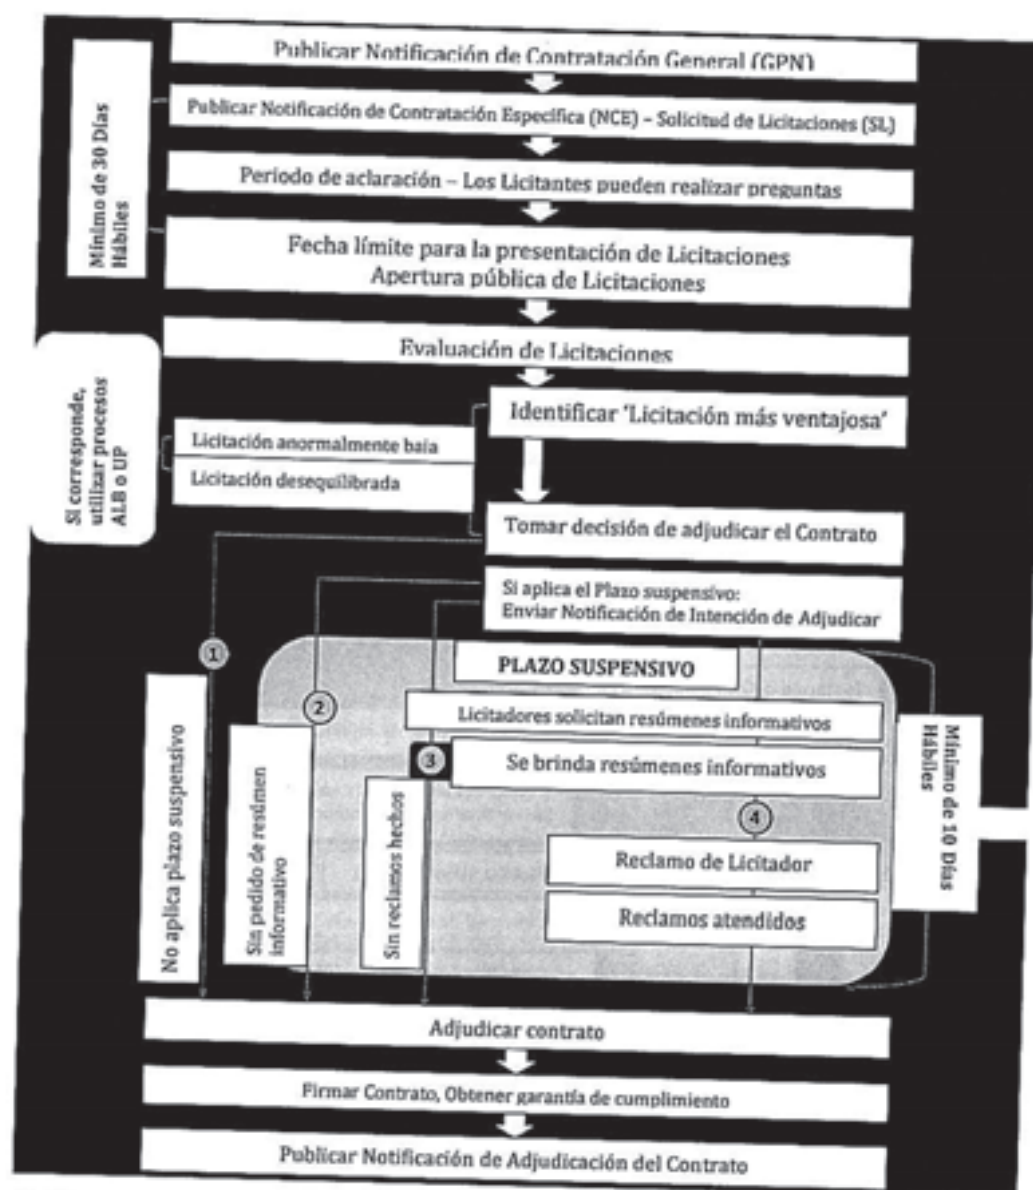 Publicar Notificación de Contratación General (GPN)
Publicar Notificación de Contratación Específica (NCE) – Solicitud de Licitaciones (SL)
Periodo de aclaración – Los Licitantes pueden realizar preguntas
Mínimo de 30 Días
Hábiles
Fecha límite para la presentación de Licitaciones
Apertura pública de Licitaciones
Evaluación de Licitaciones
Identificar 'Licitación más ventajosa'
Licitación anormalmente baja
Licitación desequilibrada
Si corresponde,
utilizar procesos
ALB o UP
Tomar decisión de adjudicar el Contrato
Si aplica el Plazo suspensivo:
Enviar Notificación de Intención de Adjudicar
PLAZO SUSPENSIVO
1
2
Licitadores solicitan resúmenes informativos
3
Se brinda resúmenes informativos
4
Reclamo de Licitador
Reclamos atendidos
No aplica plazo suspensivo
Sin pedido de resúmen
informativo
Sin reclamos hechos
Mínimo de 10 Días
Hábiles
Adjudicar contrato
Firmar Contrato, Obtener garantía de cumplimiento
Publicar Notificación de Adjudicación del Contrato